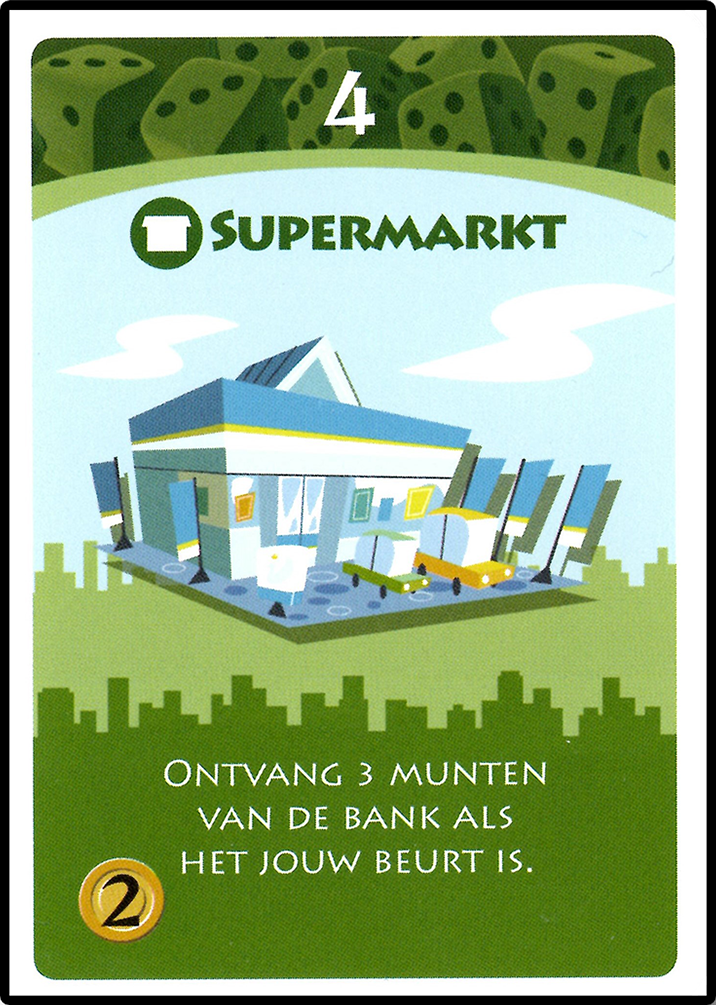 4
SUPERMARKT
ONTVANG 3 MUNTEN
VAN DE BANK ALS
HET JOUW BEURT IS.
2